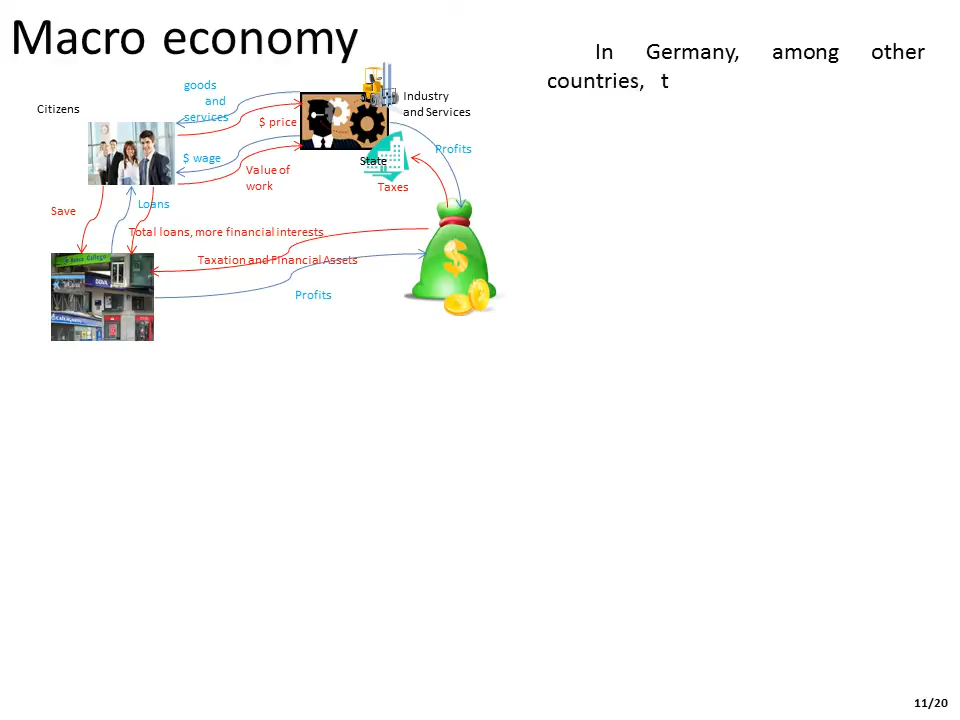 Macro economy
In Germany, among other
countries, t
goods
and
services
Citizens
Industry
and Services
$ price
$ wage
Value of
work
State
Profits
Taxes
Save
Loans
Total loans, more financial interests
Taxation and Financial Assets
Profits
BBVA
11/20